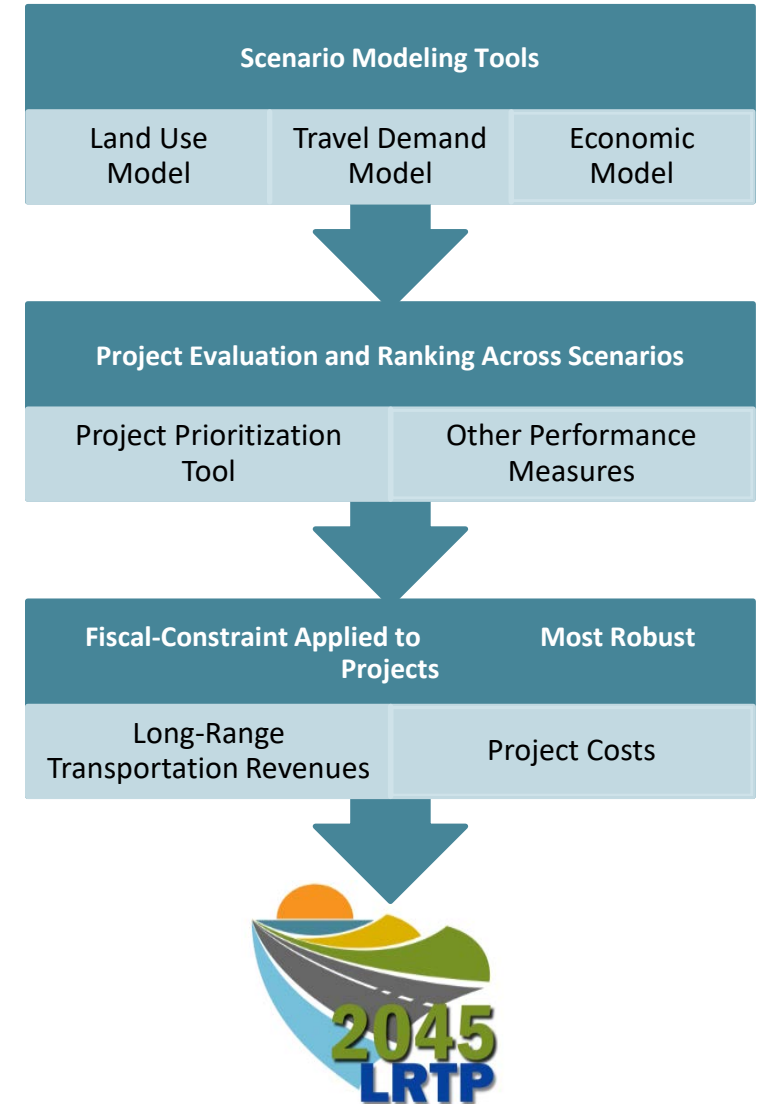 Scenario Modeling Tools
Land Use
Model
Travel Demand
Model
Economic
Model
Project Evaluation and Ranking Across Scenarios
Project Prioritization
Tool
Other Performance
Measures
Fiscal-Constraint Applied to Most Robust
Projects
Long-Range
Transportation Revenues
Project Costs
2045
LRTP